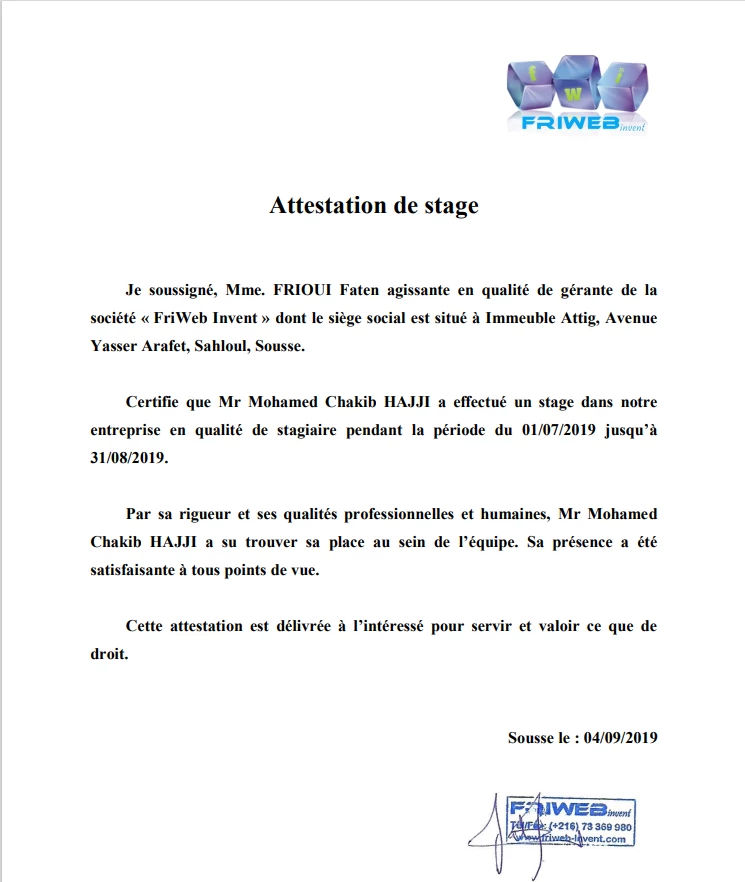 f w i
FRIWEB invent
Attestation de stage
Je soussigné, Mme. FRIOUI Faten agissante en qualité de gérante de la
société « FriWeb Invent » dont le siège social est situé à Immeuble Attig, Avenue
Yasser Arafet, Sahloul, Sousse.
Certifie que Mr Mohamed Chakib HAJJI a effectué un stage dans notre
entreprise en qualité de stagiaire pendant la période du 01/07/2019 jusqu’à
31/08/2019.
Par sa rigueur et ses qualités professionnelles et humaines, Mr Mohamed
Chakib HAJJI a su trouver sa place au sein de l’équipe. Sa présence a été
satisfaisante à tous points de vue.
Cette attestation est délivrée à l’intéressé pour servir et valoir ce que de
droit.
Sousse le : 04/09/2019
FRIWEB invent
Tél/Fax: (+216) 73 369 980
www.friweb-invent.com